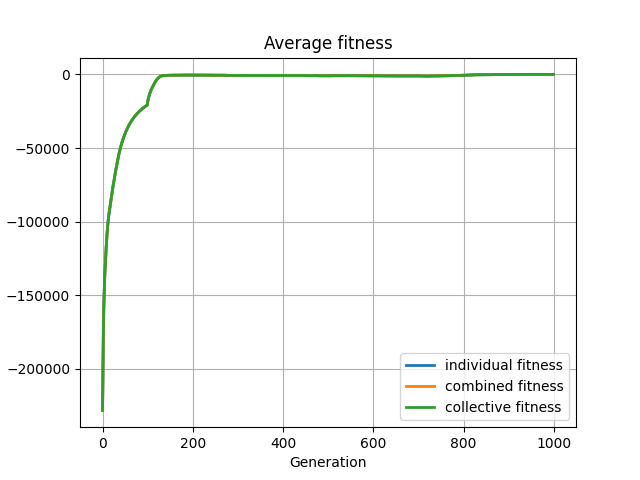 Average fitness
0
−50000
−100000
−150000
−200000
individual fitness
combined fitness
collective fitness
0 200 400 600 800 1000
Generation